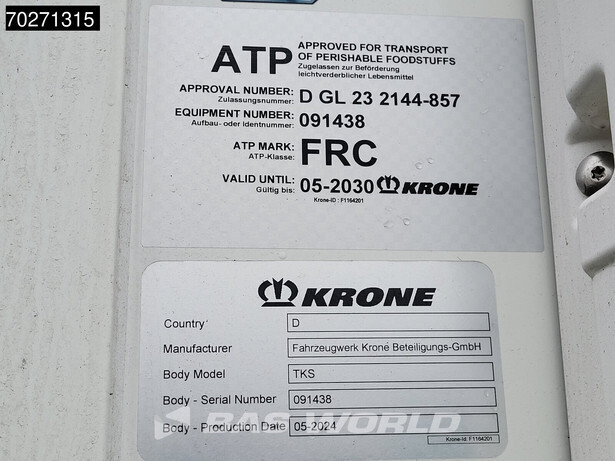 70271315
ATP APPROVED FOR TRANSPORT
OF PERISHABLE FOODSTUFFS
Zugelassen zur Beförderung
leichtverderblicher Lebensmittel
APPROVAL NUMBER: D GL 23 2144-857
Zulassungsnummer:
EQUIPMENT NUMBER: 091438
Aufbau- oder Identnummer:
ATP MARK: FRC
ATP-Klasse:
VALID UNTIL: 05-2030 KRONE
Gültig bis:
Krone-ID : F1164201
KRONE
Country D
Manufacturer Fahrzeugwerk Krone Beteiligungs-GmbH
Body Model TKS
Body - Serial Number 091438
BAS WORLD
Body - Production Date 05-2024
Krone-Id: F1164201